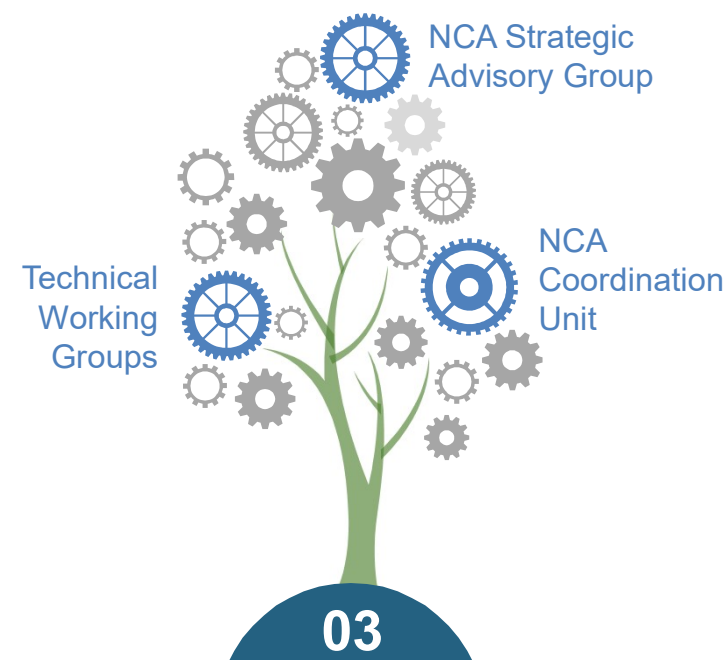 NCA Strategic
Advisory Group
NCA
Coordination
Unit
Technical
Working
Groups
03